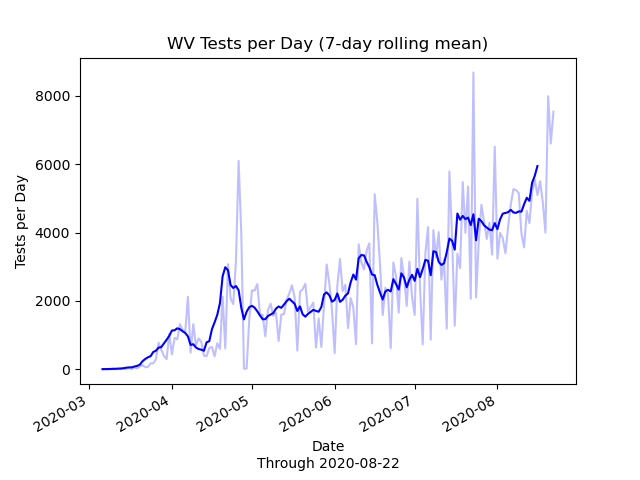 WV Tests per Day (7-day rolling mean)
Tests per Day
8000
6000
4000
2000
0
2020-03
2020-04
2020-05
2020-06
2020-07
2020-08
Date
Through 2020-08-22